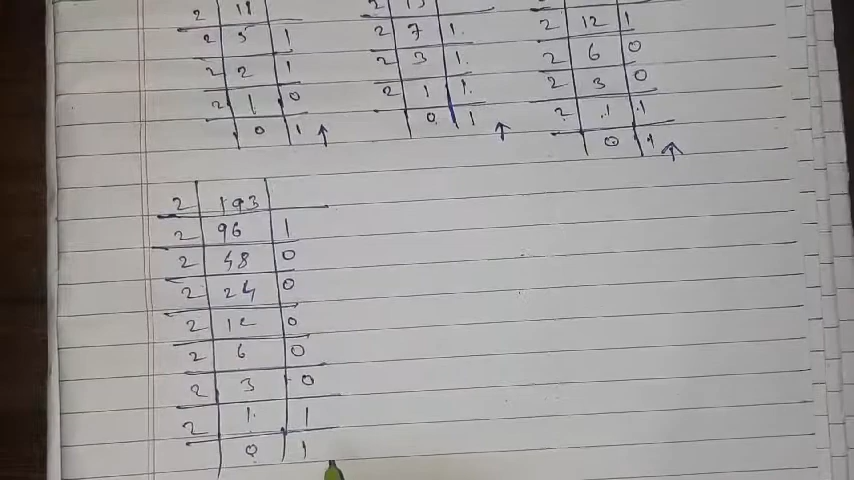 2 11
2 5 1
2 2 1
2 1 0
0 1 ↑
2 15
2 7 1.
2 3 1.
2 1 1.
0 1 ↑
2 12 1
2 6 0
2 3 0
2 1 1
0 1 ↑
2 193
2 96 1
2 48 0
2 24 0
2 12 0
2 6 0
2 3 0
2 1 1
0 1